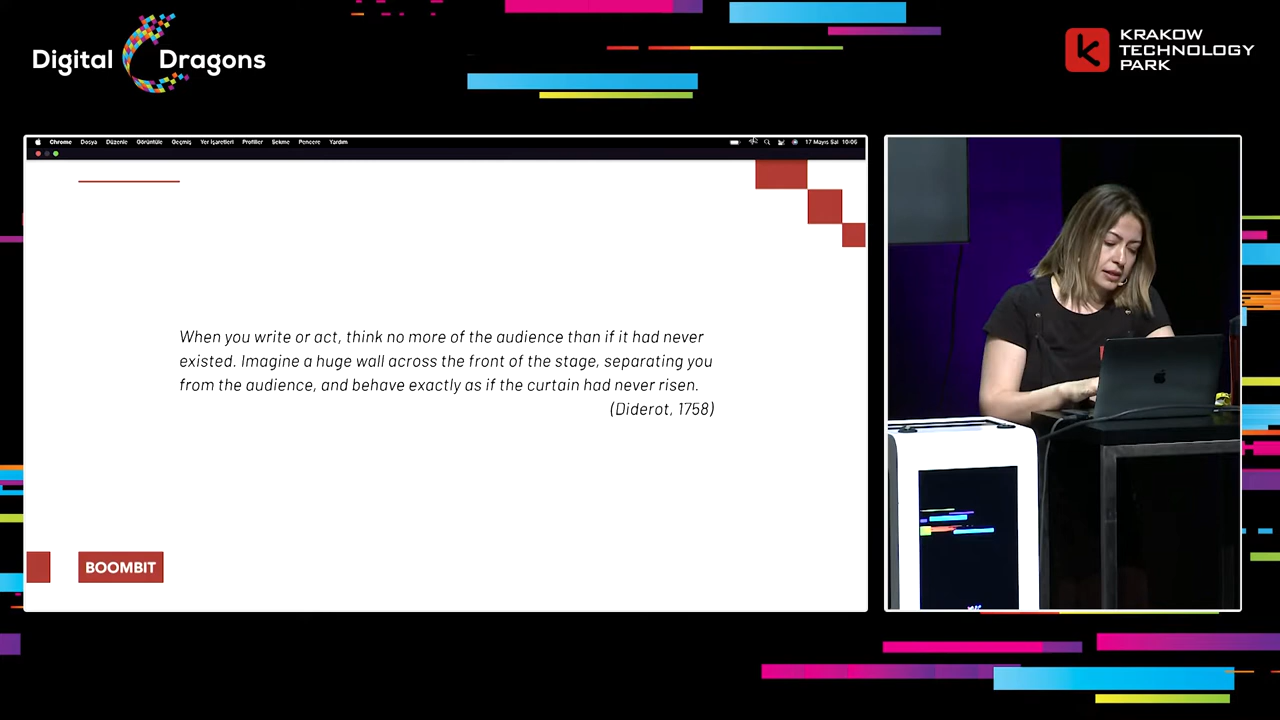 Digital Dragons
KRAKOW
TECHNOLOGY
PARK
Chrome Dosya Düzenle Görüntüle Geçmiş Yer İşaretleri Profiller Sekme Pencere Yardım
17 Mayıs Sal 10:06
When you write or act, think no more of the audience than if it had never
existed. Imagine a huge wall across the front of the stage, separating you
from the audience, and behave exactly as if the curtain had never risen.
(Diderot, 1758)
BOOMBIT